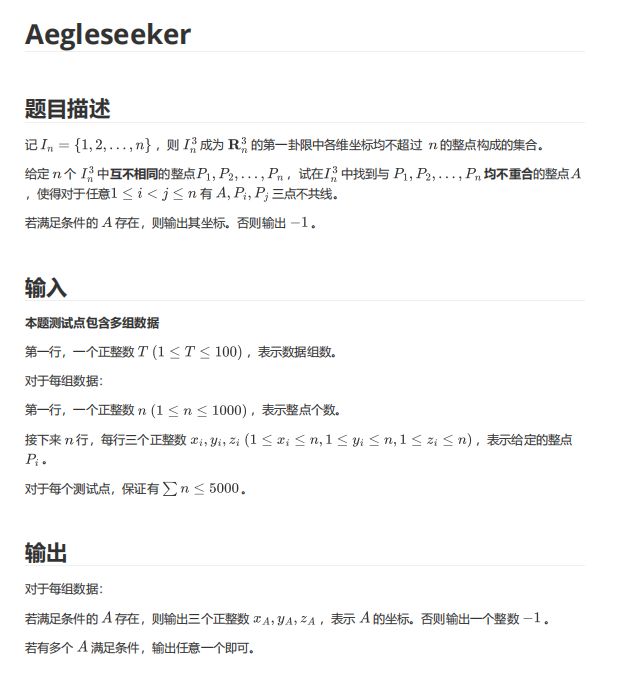 Aegleseeker
题目描述
记 $I_n = \{1, 2, \ldots, n\}$ ，则 $I_n^3$ 成为 $\mathbf{R}_n^3$ 的第一卦限中各维坐标均不超过 $n$ 的整点构成的集合。
给定 $n$ 个 $I_n^3$ 中互不相同的整点$P_1, P_2, \ldots, P_n$ ，试在$I_n^3$ 中找到与 $P_1, P_2, \ldots, P_n$ 均不重合的整点$A$
，使得对于任意$1 \leq i < j \leq n$ 有 $A, P_i, P_j$ 三点不共线。
若满足条件的 $A$ 存在，则输出其坐标。否则输出 $-1$ 。
输入
本题测试点包含多组数据
第一行，一个正整数 $T$ $(1 \leq T \leq 100)$ ，表示数据组数。
对于每组数据：
第一行，一个正整数 $n$ $(1 \leq n \leq 1000)$ ，表示整点个数。
接下来 $n$ 行，每行三个正整数 $x_i, y_i, z_i$ $(1 \leq x_i \leq n, 1 \leq y_i \leq n, 1 \leq z_i \leq n)$ ，表示给定的整点
$P_i$ 。
对于每个测试点，保证有 $\sum n \leq 5000$ 。
输出
对于每组数据：
若满足条件的 $A$ 存在，则输出三个正整数 $x_A, y_A, z_A$ ，表示 $A$ 的坐标。否则输出一个整数 $-1$ 。
若有多个 $A$ 满足条件，输出任意一个即可。